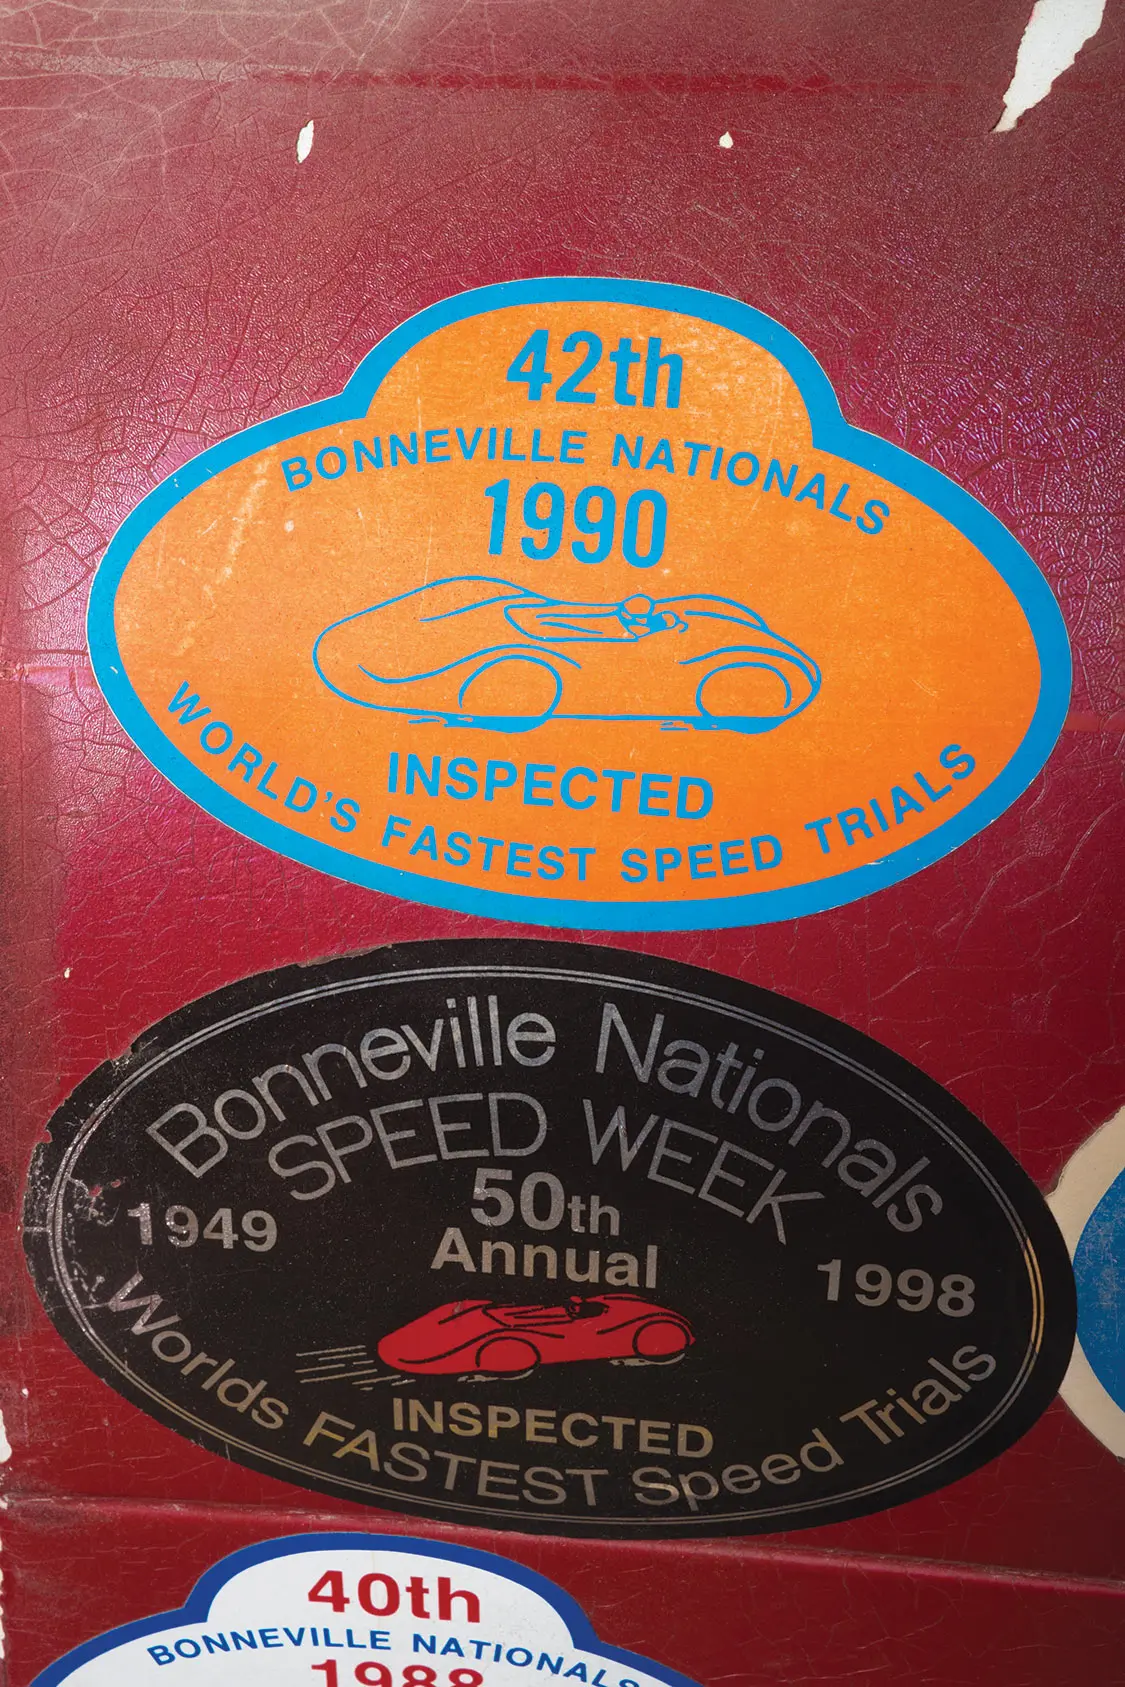 42th
BONNEVILLE NATIONALS
1990
INSPECTED
WORLD'S FASTEST SPEED TRIALS
Bonneville Nationals
SPEED WEEK
50th
Annual
1949
1998
INSPECTED
Worlds FASTEST Speed Trials
40th
BONNEVILLE NATIONALS
1988